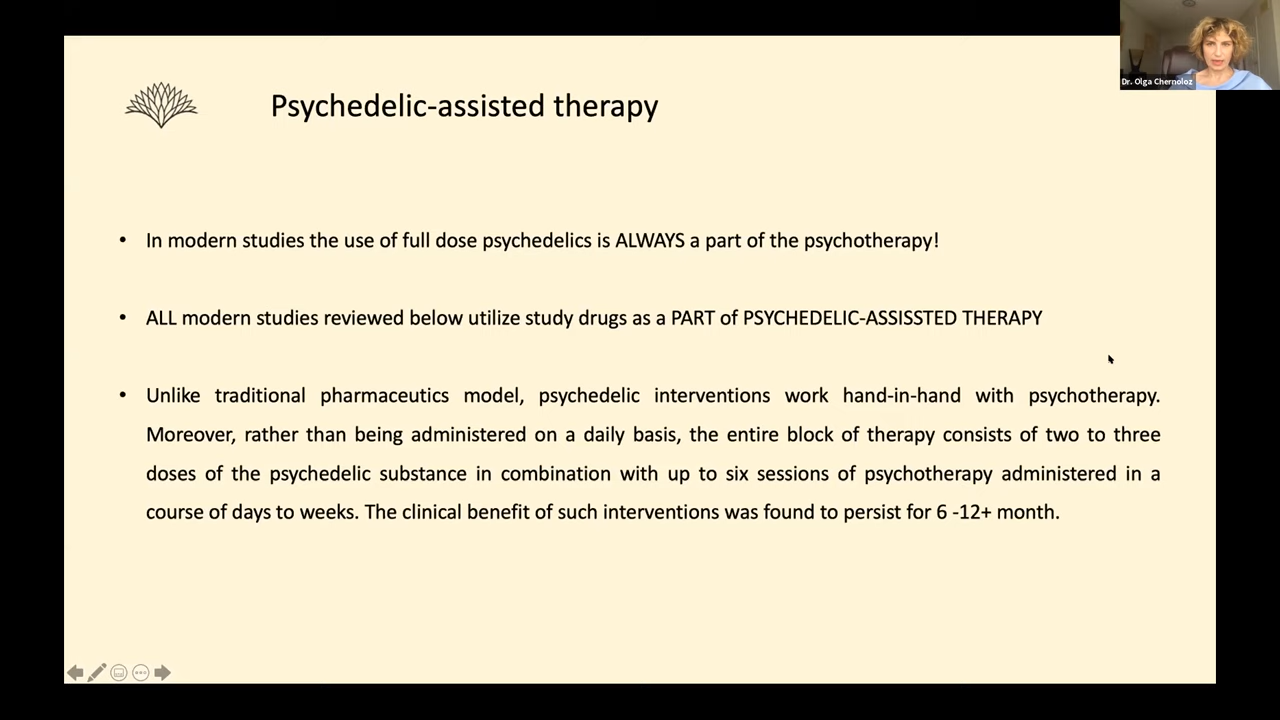 Dr. Olga Chernoloz
Psychedelic-assisted therapy
• In modern studies the use of full dose psychedelics is ALWAYS a part of the psychotherapy!
• ALL modern studies reviewed below utilize study drugs as a PART of PSYCHEDELIC-ASSISSTED THERAPY
• Unlike traditional pharmaceutics model, psychedelic interventions work hand-in-hand with psychotherapy.
Moreover, rather than being administered on a daily basis, the entire block of therapy consists of two to three
doses of the psychedelic substance in combination with up to six sessions of psychotherapy administered in a
course of days to weeks. The clinical benefit of such interventions was found to persist for 6 -12+ month.